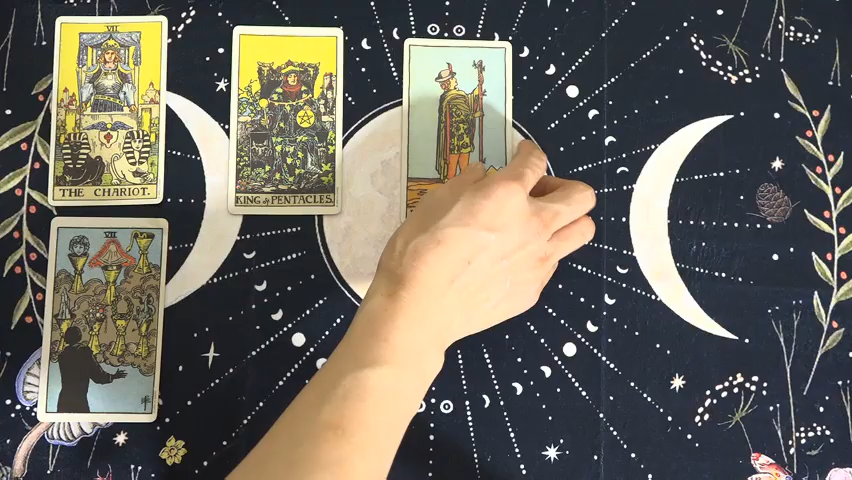 VII
THE CHARIOT.
KING of PENTACLES.
VII